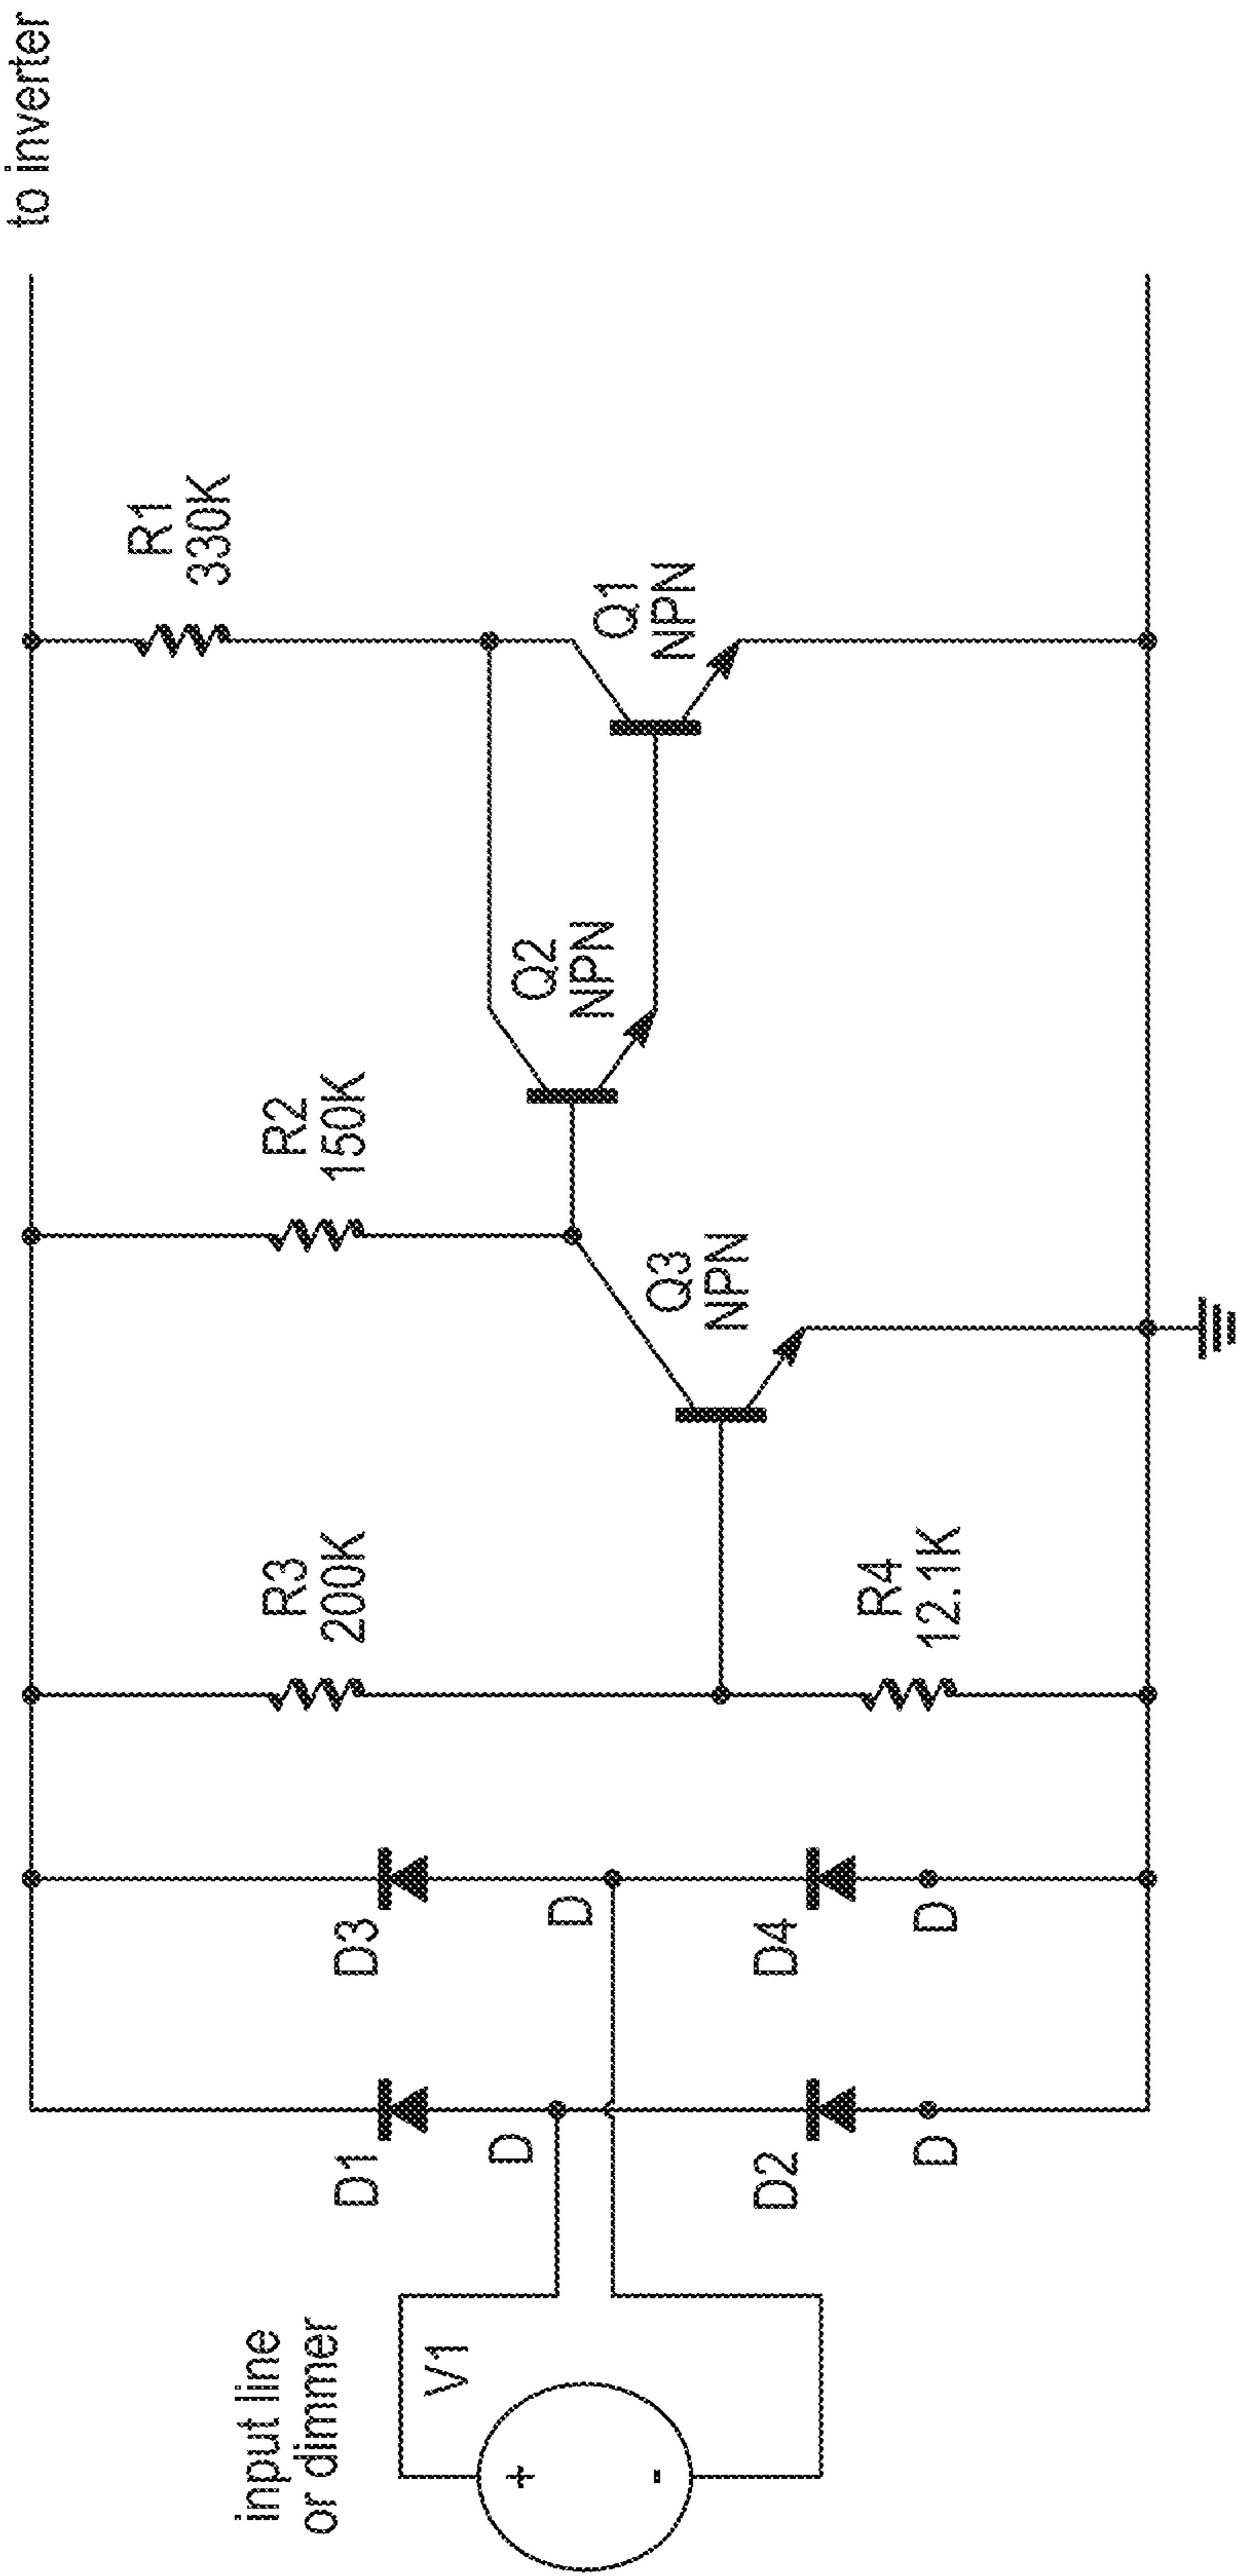 to inverter
R1
330K
Q1
NPN
Q2
NPN
R2
150K
Q3
NPN
R3
200K
R4
12.1K
D3
D
D4
D
D1
D
D2
D
V1
+
-
input line
or dimmer